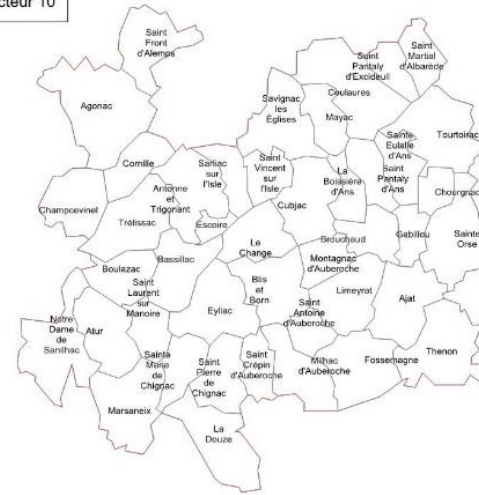 cteur 10
Saint
Front
d'Alemps
Saint
Martial
d'Albarède
Saint
Pantaly
d'Excideuil
Coulaures
Savignac
les
Églises
Agonac
Mayac
Sainte
Eulalie
d'Ans
Tourtoirac
Cornille
Sarliac
sur
l'Isle
Saint
Vincent
sur
l'Isle
La
Boissière
d'Ans
Saint
Pantaly
d'Ans
Chourgnac
Antonne
et
Trigonant
Champcevinel
Cubjac
Trélissac
Escoire
Gabillou
Sainte
Orse
Brouchaud
Le
Change
Bassillac
Montagnac
d'Auberoche
Boulazac
Saint
Laurent
sur
Manoire
Blis
et
Born
Limeyrat
Ajat
Eyliac
Saint
Antoine
d'Auberoche
Notre
Dame
de
Sanilhac
Atur
Sainte
Marie
de
Chignac
Saint
Pierre
de
Chignac
Saint
Crépin
d'Auberoche
Milhac
d'Auberoche
Fossemagne
Thenon
Marsaneix
La
Douze